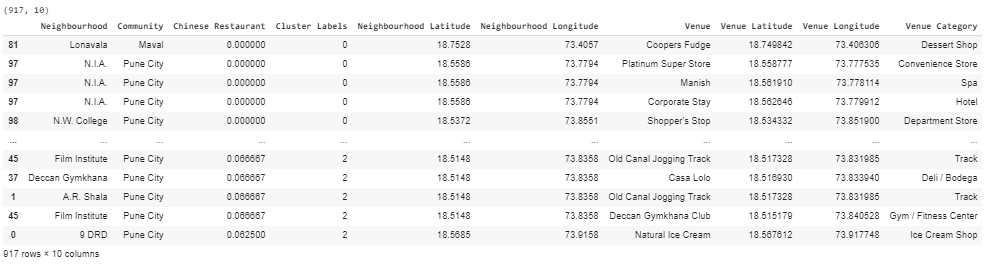 (917, 10)
Neighbourhood Community Chinese Restaurant Cluster Labels Neighbourhood Latitude Neighbourhood Longitude Venue Venue Latitude Venue Longitude Venue Category
81 Lonavala Maval 0.000000 0 18.7528 73.4057 Coopers Fudge 18.749842 73.406306 Dessert Shop
97 N.I.A. Pune City 0.000000 0 18.5586 73.7794 Platinum Super Store 18.558777 73.777535 Convenience Store
97 N.I.A. Pune City 0.000000 0 18.5586 73.7794 Manish 18.561910 73.778114 Spa
97 N.I.A. Pune City 0.000000 0 18.5586 73.7794 Corporate Stay 18.562646 73.779912 Hotel
98 N.W. College Pune City 0.000000 0 18.5372 73.8551 Shopper's Stop 18.534332 73.851900 Department Store
... ... ... ... ... ... ... ... ... ... ...
45 Film Institute Pune City 0.066667 2 18.5148 73.8358 Old Canal Jogging Track 18.517328 73.831985 Track
37 Deccan Gymkhana Pune City 0.066667 2 18.5148 73.8358 Casa Lolo 18.516930 73.833940 Deli / Bodega
1 A.R. Shala Pune City 0.066667 2 18.5148 73.8358 Old Canal Jogging Track 18.517328 73.831985 Track
45 Film Institute Pune City 0.066667 2 18.5148 73.8358 Deccan Gymkhana Club 18.515179 73.840528 Gym / Fitness Center
0 9 DRD Pune City 0.062500 2 18.5685 73.9158 Natural Ice Cream 18.567612 73.917748 Ice Cream Shop
917 rows × 10 columns